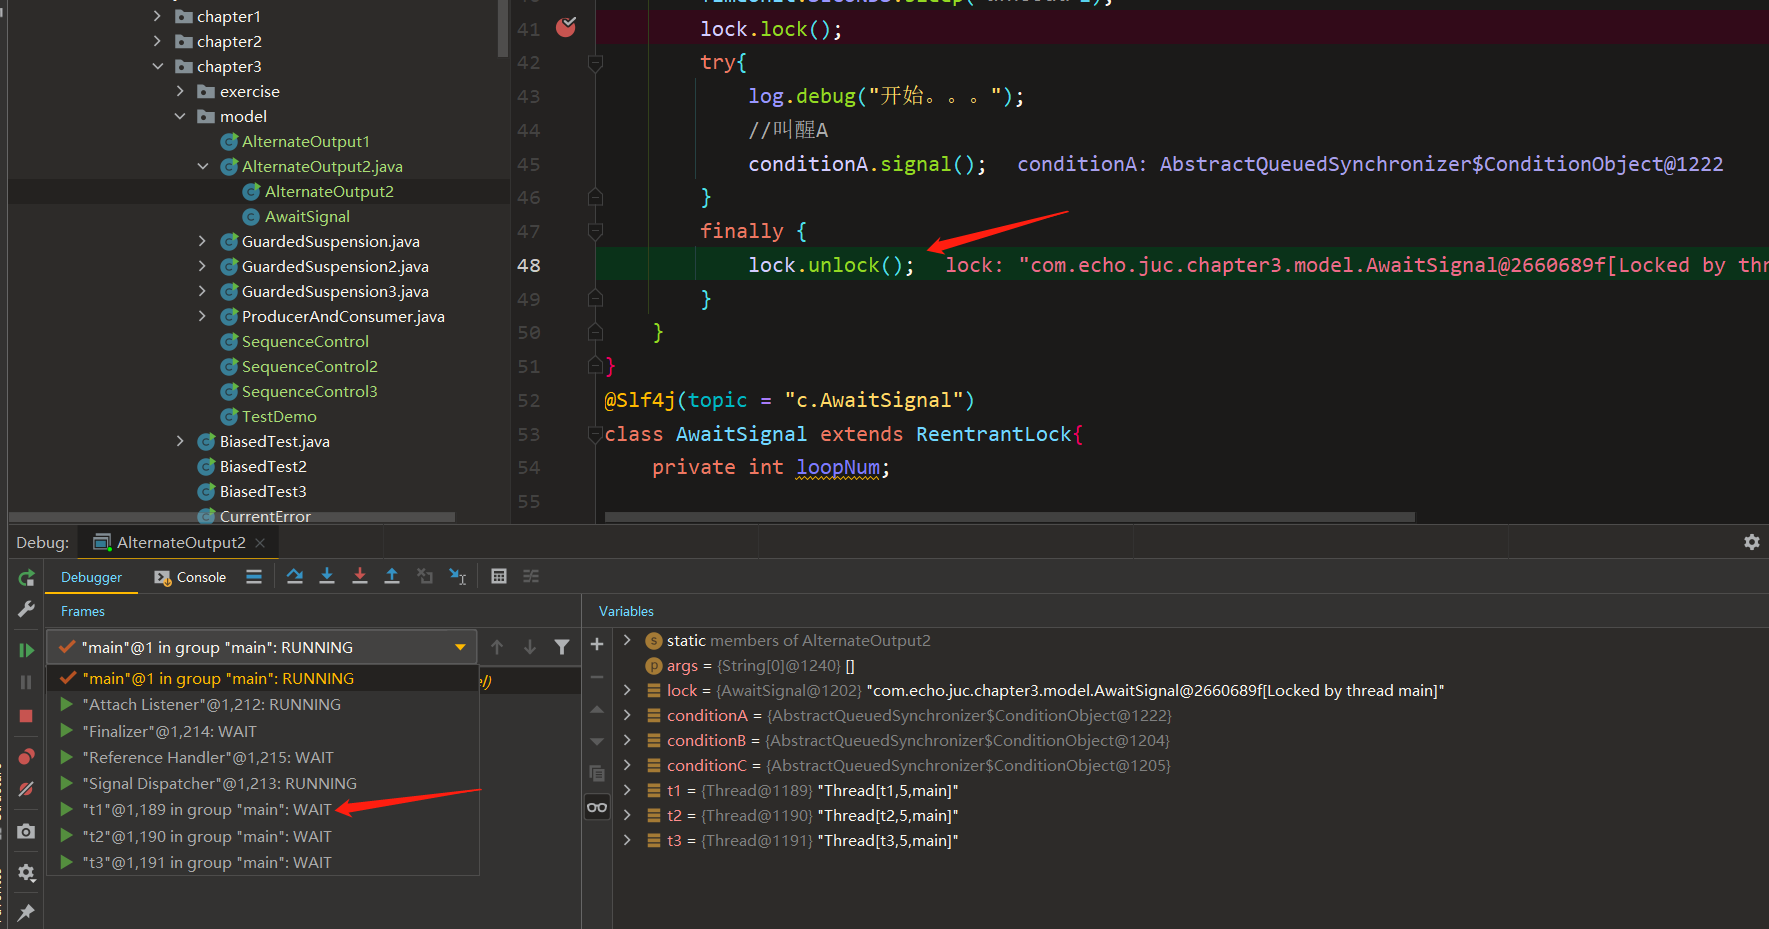 chapter1
chapter2
chapter3
exercise
model
AlternateOutput1
AlternateOutput2.java
AlternateOutput2
AwaitSignal
GuardedSuspension.java
GuardedSuspension2.java
GuardedSuspension3.java
ProducerAndConsumer.java
SequenceControl
SequenceControl2
SequenceControl3
TestDemo
BiasedTest.java
BiasedTest2
BiasedTest3
CurrentError
41 lock.lock();
42 try{
43 log.debug("开始。。。");
44 //叫醒A
45 conditionA.signal(); conditionA: AbstractQueuedSynchronizer$ConditionObject@1222
46 }
47 finally {
48 lock.unlock(); lock: "com.echo.juc.chapter3.model.AwaitSignal@2660689f[Locked by thre
49 }
50 }
51 }
52 @Slf4j(topic = "c.AwaitSignal")
53 class AwaitSignal extends ReentrantLock{
54 private int loopNum;
55
Debug: AlternateOutput2
Debugger Console
Frames
"main"@1 in group "main": RUNNING
"main"@1 in group "main": RUNNING
"Attach Listener"@1,212: RUNNING
"Finalizer"@1,214: WAIT
"Reference Handler"@1,215: WAIT
"Signal Dispatcher"@1,213: RUNNING
"t1"@1,189 in group "main": WAIT
"t2"@1,190 in group "main": WAIT
"t3"@1,191 in group "main": WAIT
Variables
static members of AlternateOutput2
args = {String[0]@1240} []
lock = {AwaitSignal@1202} "com.echo.juc.chapter3.model.AwaitSignal@2660689f[Locked by thread main]"
conditionA = {AbstractQueuedSynchronizer$ConditionObject@1222}
conditionB = {AbstractQueuedSynchronizer$ConditionObject@1204}
conditionC = {AbstractQueuedSynchronizer$ConditionObject@1205}
t1 = {Thread@1189} "Thread[t1,5,main]"
t2 = {Thread@1190} "Thread[t2,5,main]"
t3 = {Thread@1191} "Thread[t3,5,main]"